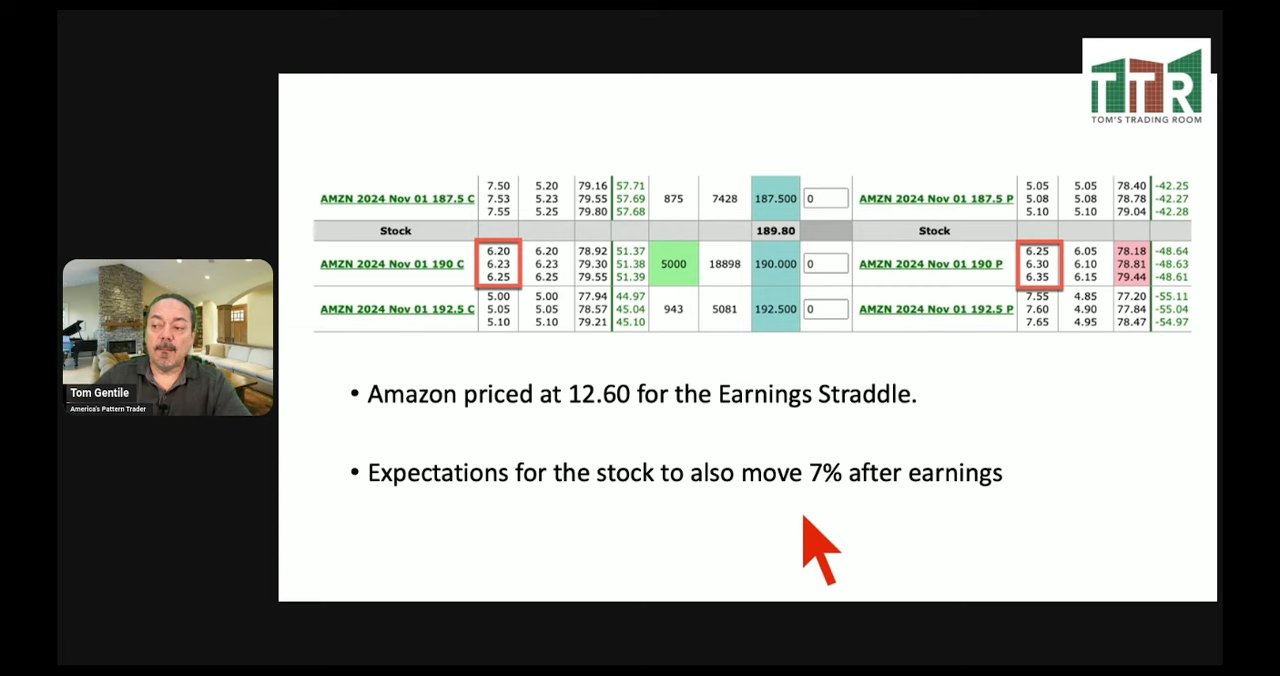 TTR
TOM'S TRADING ROOM
7.50 5.20 79.16 57.71 5.05 5.05 78.40 -42.25
AMZN 2024 Nov 01 187.5 C 7.53 5.23 79.55 57.69 875 7428 187.500 0 AMZN 2024 Nov 01 187.5 P 5.08 5.08 78.78 -42.27
7.55 5.25 79.80 57.68 5.10 5.10 79.04 -42.28
Stock 189.80 Stock
6.20 6.20 78.92 51.37 6.25 6.05 78.18 -48.64
AMZN 2024 Nov 01 190 C 6.23 6.23 79.30 51.38 5000 18898 190.000 0 AMZN 2024 Nov 01 190 P 6.30 6.10 78.81 -48.63
6.25 6.25 79.55 51.39 6.35 6.15 79.44 -48.61
5.00 5.00 77.94 44.97 7.55 4.85 77.20 -55.11
AMZN 2024 Nov 01 192.5 C 5.05 5.05 78.57 45.04 943 5081 192.500 0 AMZN 2024 Nov 01 192.5 P 7.60 4.90 77.84 -55.04
5.10 5.10 79.21 45.10 7.65 4.95 78.47 -54.97
Tom Gentile
America's Pattern Trader
• Amazon priced at 12.60 for the Earnings Straddle.
• Expectations for the stock to also move 7% after earnings